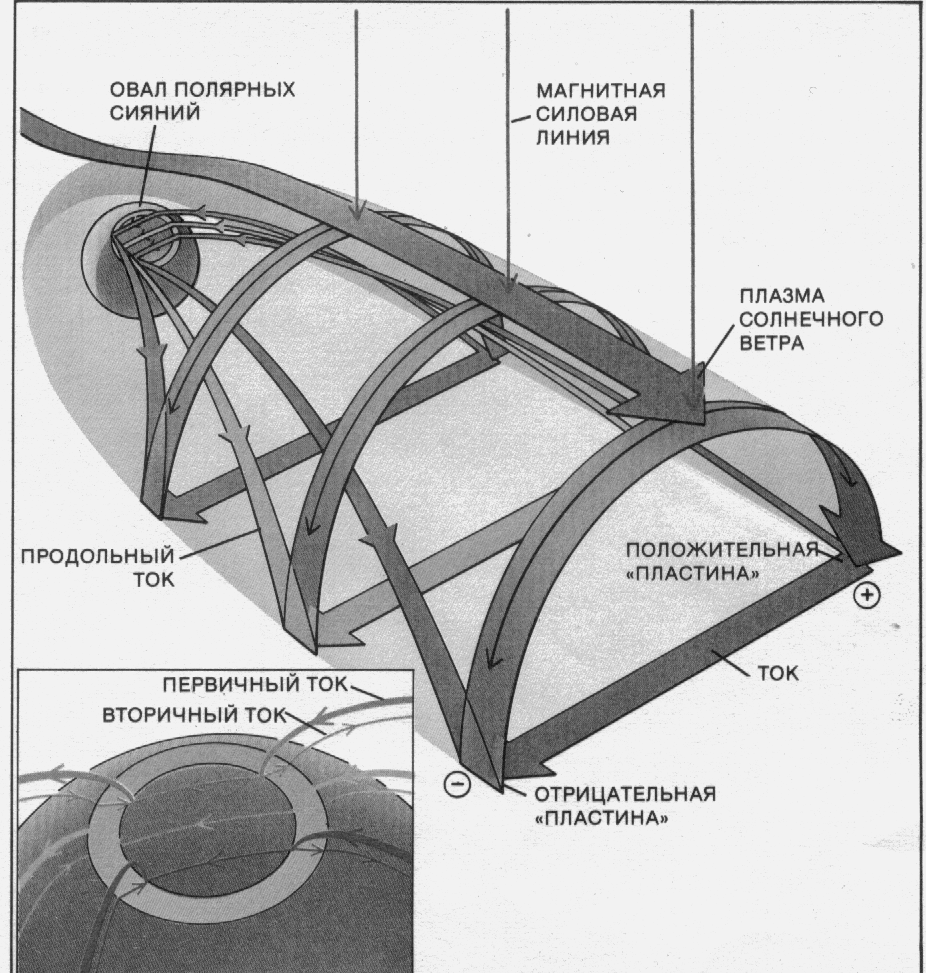 ОВАЛ ПОЛЯРНЫХ
СИЯНИЙ
МАГНИТНАЯ
СИЛОВАЯ
ЛИНИЯ
ПЛАЗМА
СОЛНЕЧНОГО
ВЕТРА
ПРОДОЛЬНЫЙ
ТОК
ПОЛОЖИТЕЛЬНАЯ
«ПЛАСТИНА»
+
ТОК
ПЕРВИЧНЫЙ ТОК
ВТОРИЧНЫЙ ТОК
−
ОТРИЦАТЕЛЬНАЯ
«ПЛАСТИНА»